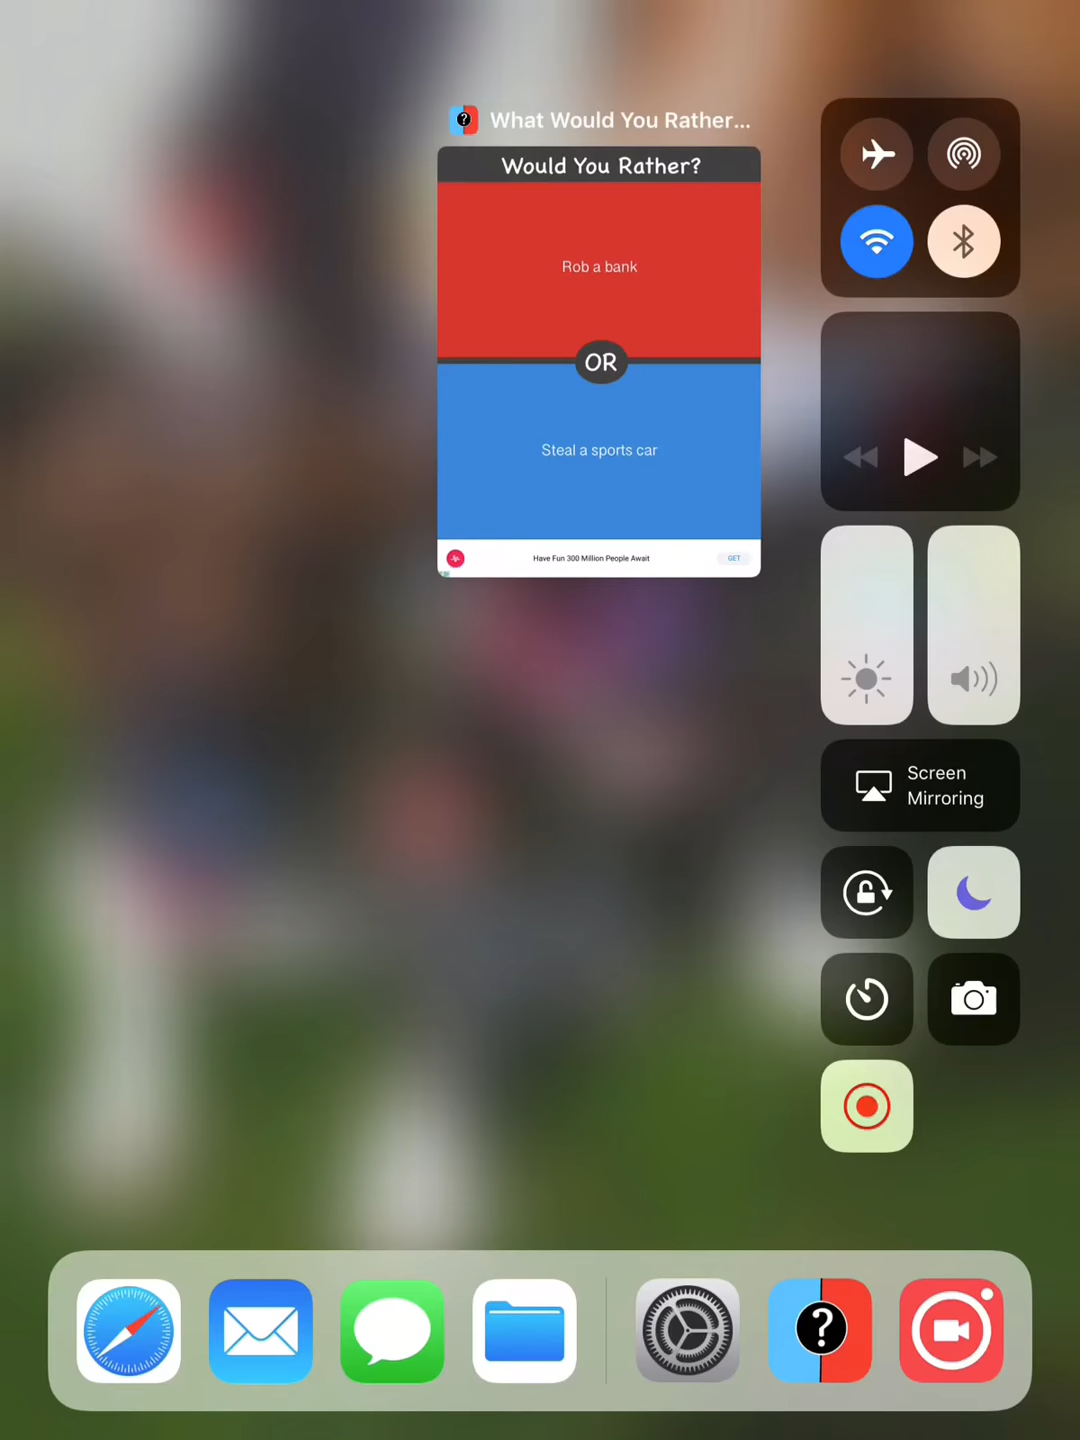 What Would You Rather...
Would You Rather?
Rob a bank
OR
Steal a sports car
Have Fun 300 Million People Await
GET
Screen
Mirroring
?